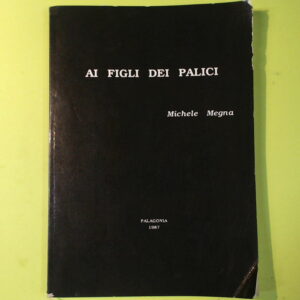 AI FIGLI DEI PALICI
Michele Megna
PALAGONIA
1987